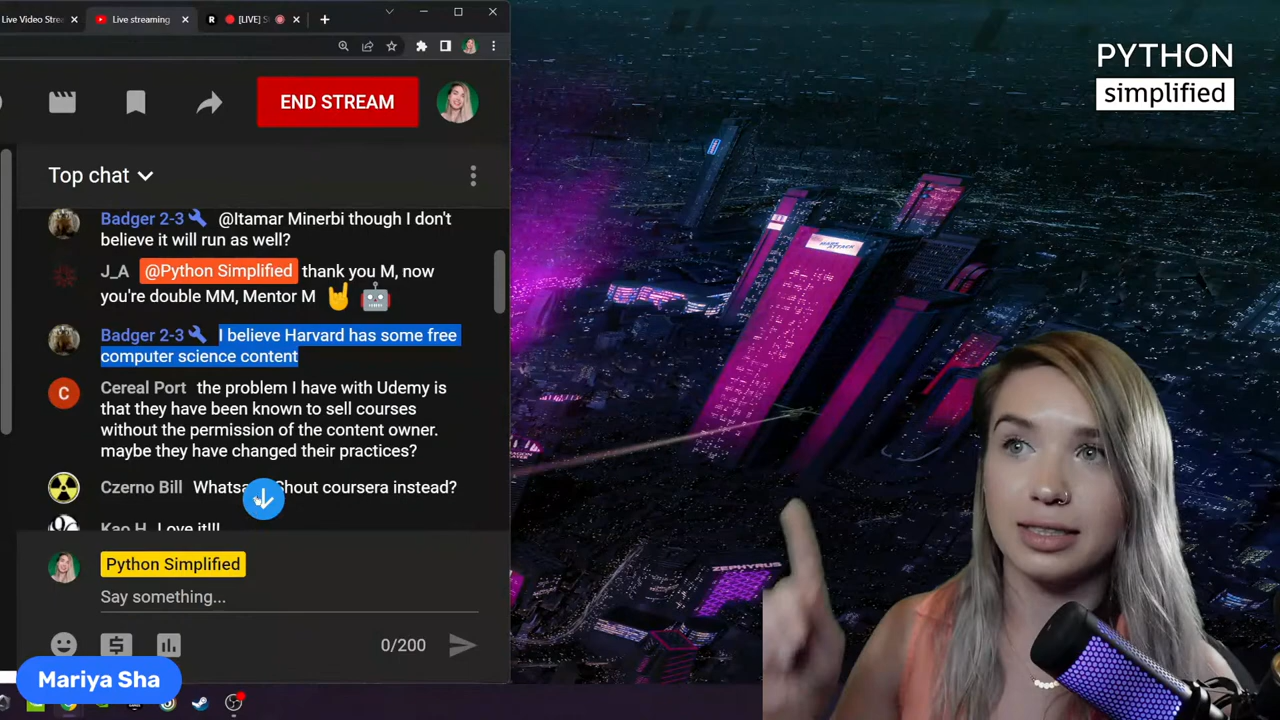 Live Video Stre
Live streaming
R
[LIVE] S
PYTHON
simplified
END STREAM
Top chat
Badger 2-3 @Itamar Minerbi though I don't
believe it will run as well?
J_A @Python Simplified thank you M, now
you're double MM, Mentor M
Badger 2-3 I believe Harvard has some free
computer science content
C
Cereal Port the problem I have with Udemy is
that they have been known to sell courses
without the permission of the content owner.
maybe they have changed their practices?
Czerno Bill coursera instead?
Kao H Love it!!!
Python Simplified
Say something...
0/200
Mariya Sha
ZEPHYRUS